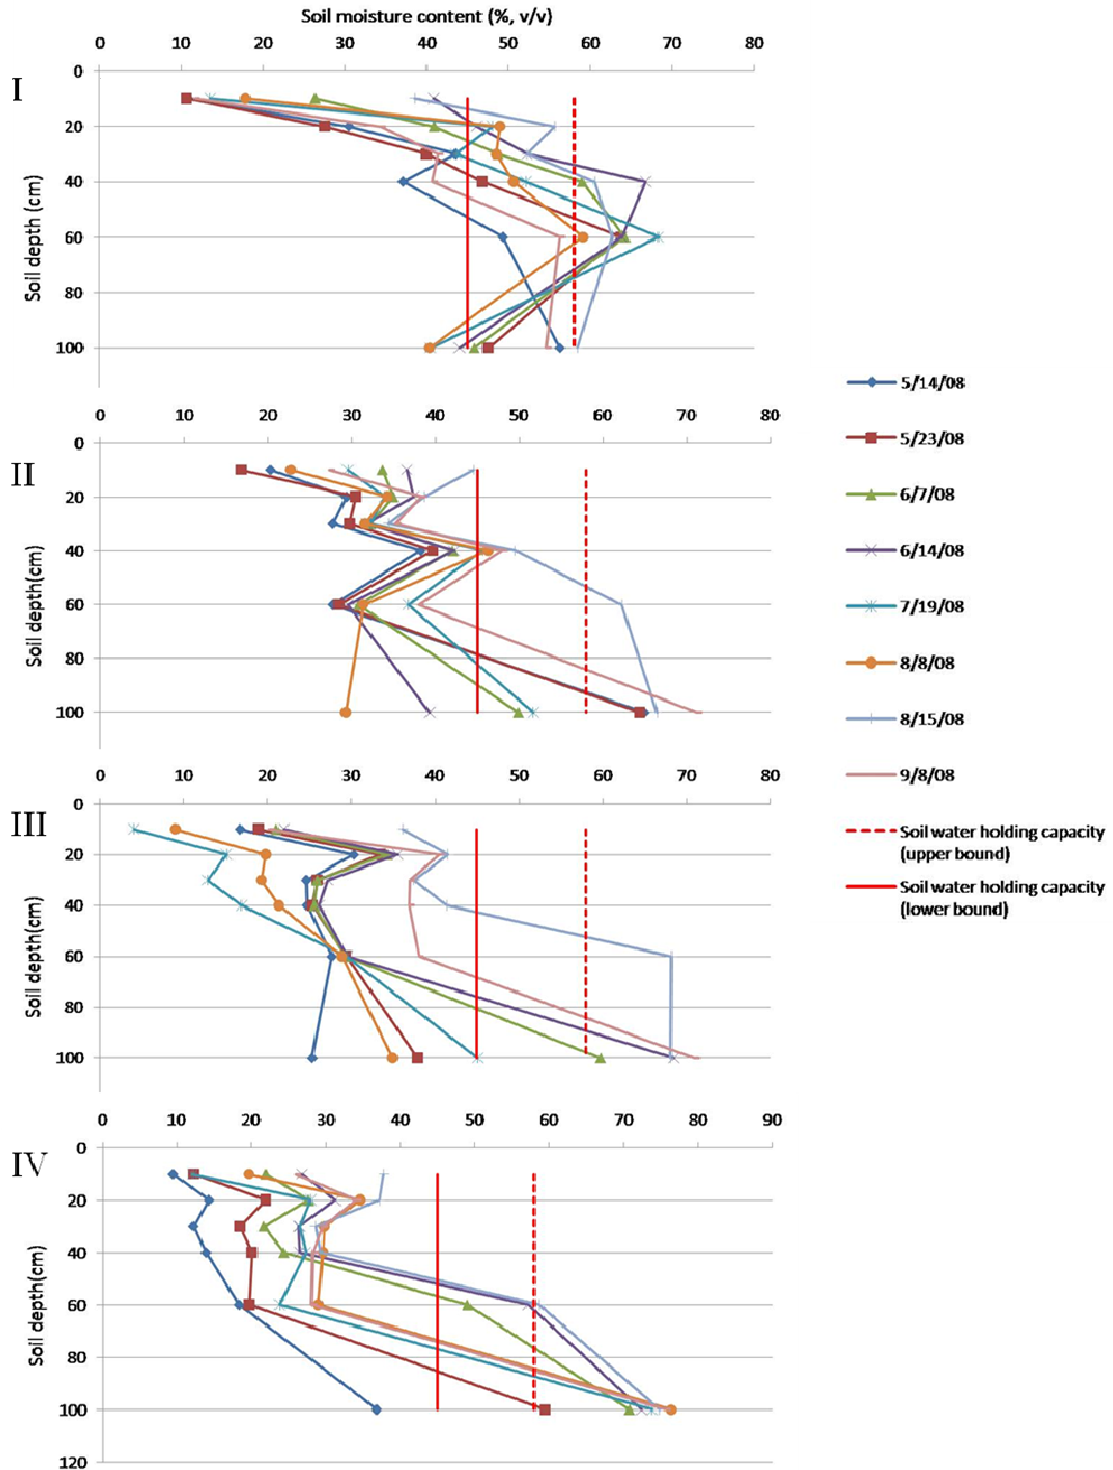 Soil moisture content (%, v/v)
0 10 20 30 40 50 60 70 80
I
Soil depth (cm)
0
20
40
60
80
100
0 10 20 30 40 50 60 70 80
II
Soil depth(cm)
0
20
40
60
80
100
0 10 20 30 40 50 60 70 80
III
Soil depth(cm)
0
20
40
60
80
100
0 10 20 30 40 50 60 70 80 90
IV
Soil depth(cm)
0
20
40
60
80
100
120
5/14/08
5/23/08
6/7/08
6/14/08
7/19/08
8/8/08
8/15/08
9/8/08
Soil water holding capacity
(upper bound)
Soil water holding capacity
(lower bound)